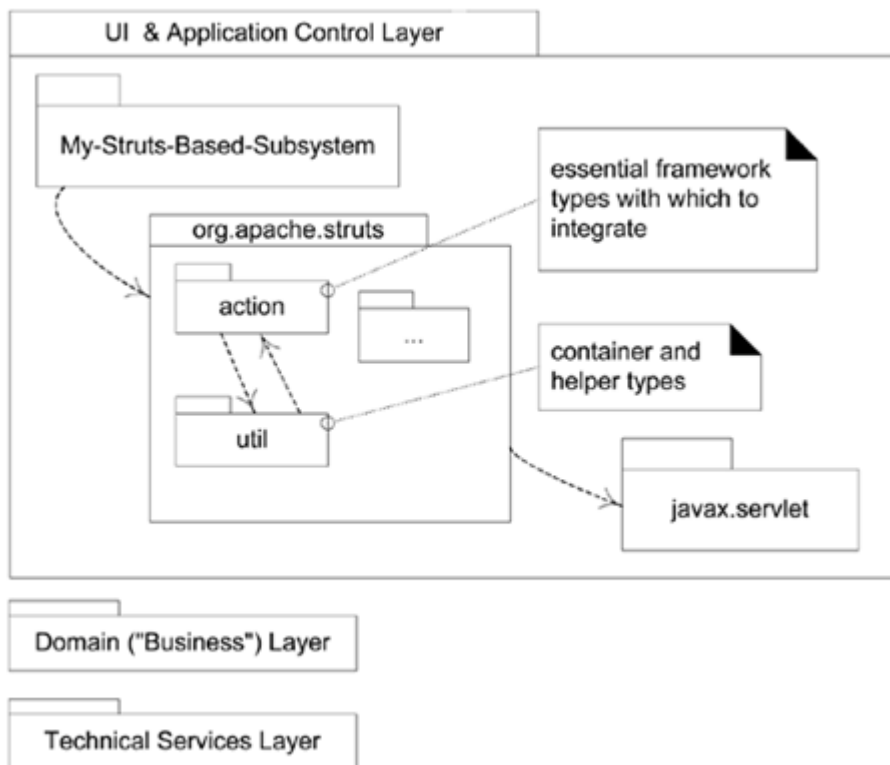 UI & Application Control Layer
My-Struts-Based-Subsystem
essential framework
types with which to
integrate
org.apache.struts
action
...
container and
helper types
util
javax.servlet
Domain ("Business") Layer
Technical Services Layer